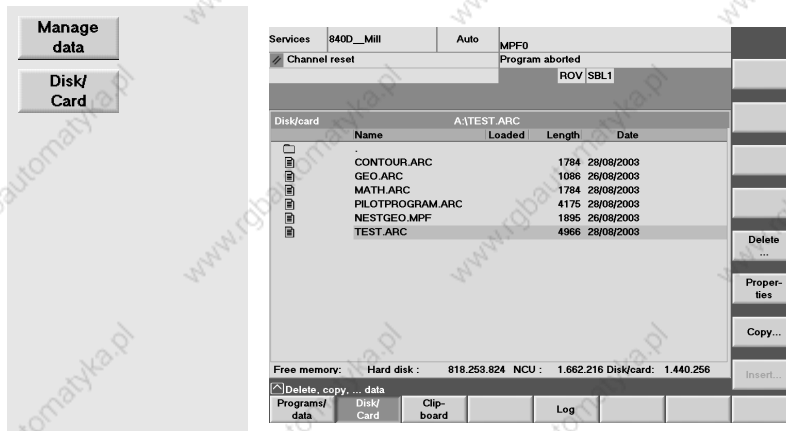 Manage
data
Disk/
Card
Services 840D__Mill Auto MPF0
Channel reset Program aborted
ROV SBL1
Disk/card A:\TEST.ARC
Name Loaded Length Date
.
CONTOUR.ARC 1784 28/08/2003
GEO.ARC 1086 26/08/2003
MATH.ARC 1784 28/08/2003
PILOTPROGRAM.ARC 4175 28/08/2003
NESTGEO.MPF 1895 26/08/2003
TEST.ARC 4966 28/08/2003
Delete
...
Proper-
ties
Copy...
Insert...
Free memory: Hard disk : 818.253.824 NCU : 1.662.216 Disk/card: 1.440.256
Delete, copy, ... data
Programs/
data
Disk/
Card
Clip-
board
Log
www.rgbautomatyka.pl